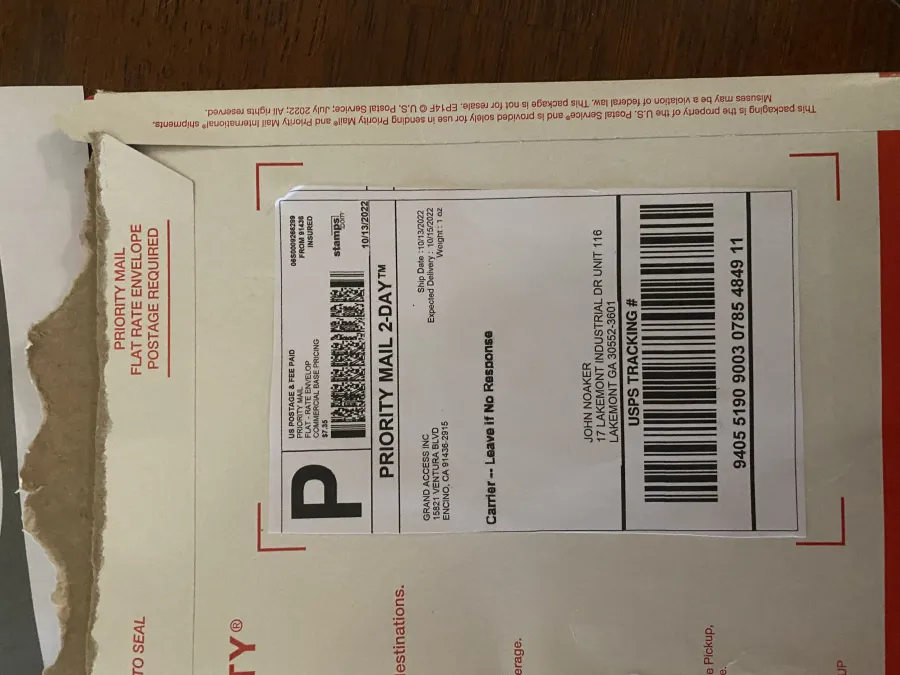 This packaging is the property of the U.S. Postal Service® and is provided solely for use in sending Priority Mail® and Priority Mail International® shipments.
Misuses may be a violation of federal law. This package is not for resale. EP14F © U.S. Postal Service; July 2022; All rights reserved.
PRIORITY MAIL
FLAT RATE ENVELOPE
POSTAGE REQUIRED
P
US POSTAGE & FEE PAID
PRIORITY MAIL
FLAT - RATE ENVELOP
COMMERCIAL BASE PRICING
$7.35
FROM 91436
INSURED
stamps
com
10/13/2022
PRIORITY MAIL 2-DAY™
GRAND ACCESS INC
15821 VENTURA BLVD
ENCINO, CA 91436-2915
Ship Date :10/13/2022
Expected Delivery : 10/15/2022
Weight: 1 oz
Carrier -- Leave if No Response
JOHN NOAKER
17 LAKEMONT INDUSTRIAL DR UNIT 116
LAKEMONT GA 30552-3601
USPS TRACKING #
9405 5190 9003 0785 4849 11
TO SEAL
TY®
estinations.
erage.
e Pickup,
e.
UP